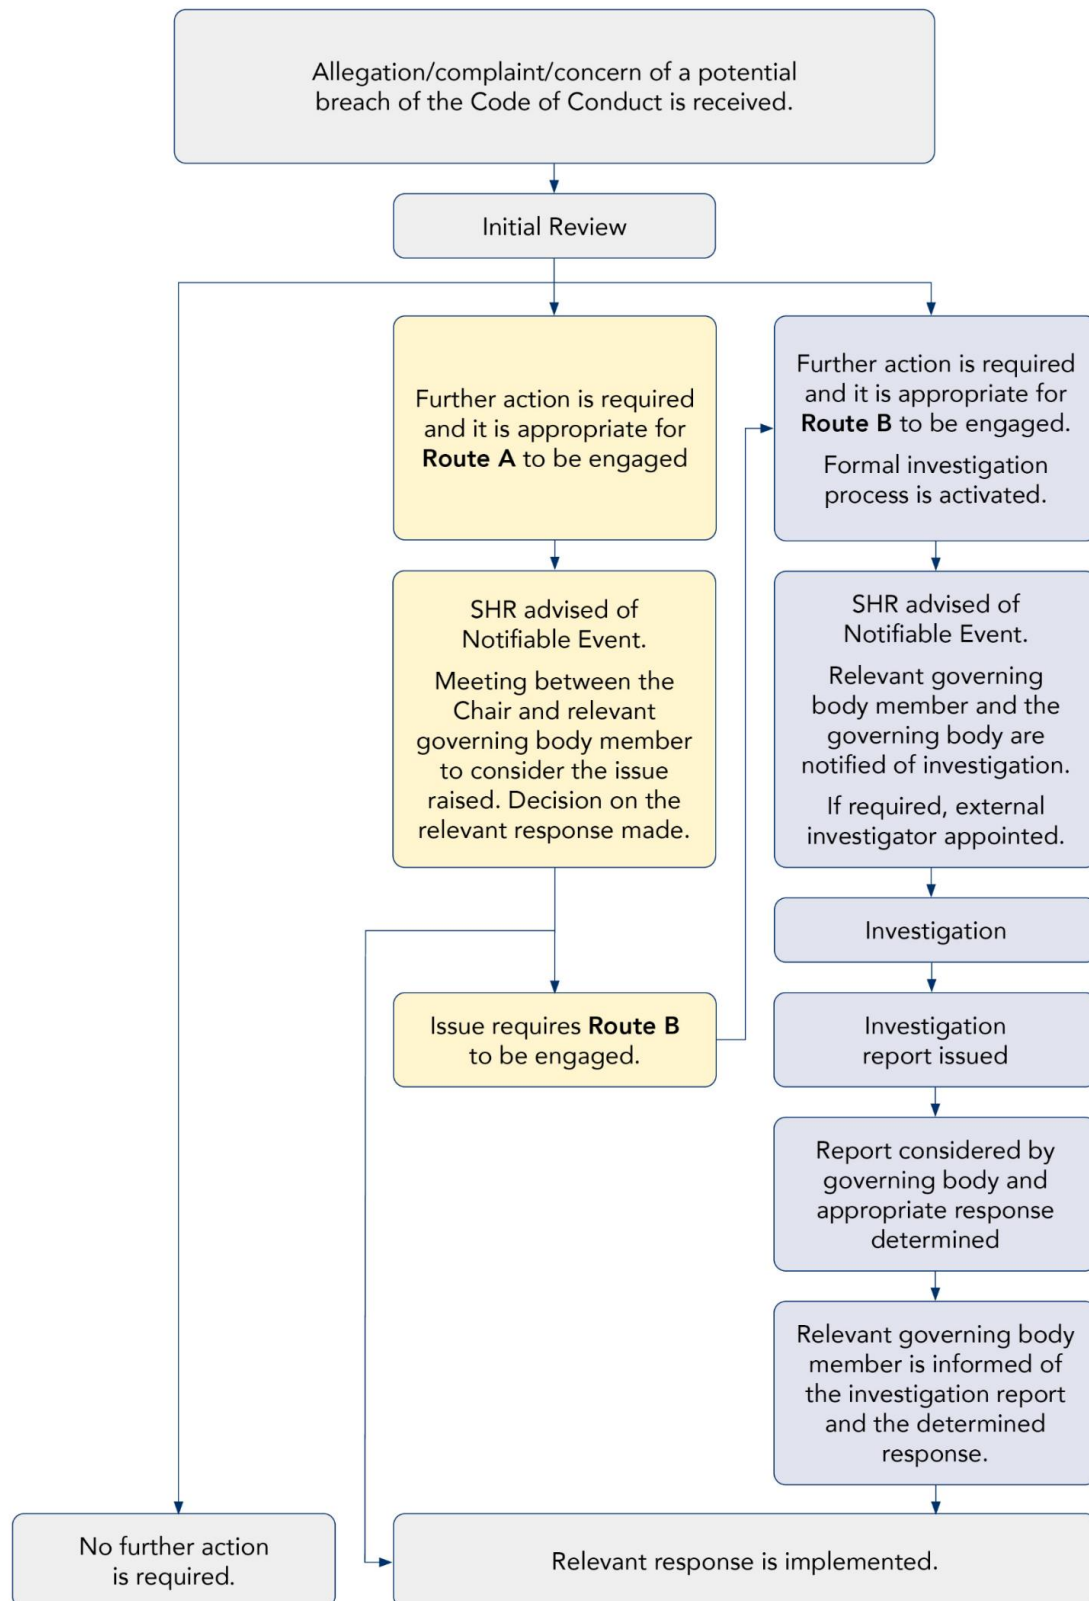 Allegation/complaint/concern of a potential
breach of the Code of Conduct is received.
Initial Review
Further action is required
and it is appropriate for
Route A to be engaged
SHR advised of
Notifiable Event.
Meeting between the
Chair and relevant
governing body member
to consider the issue
raised. Decision on the
relevant response made.
Issue requires Route B
to be engaged.
Further action is required
and it is appropriate for
Route B to be engaged.
Formal investigation
process is activated.
SHR advised of
Notifiable Event.
Relevant governing
body member and the
governing body are
notified of investigation.
If required, external
investigator appointed.
Investigation
Investigation
report issued
Report considered by
governing body and
appropriate response
determined
Relevant governing body
member is informed of
the investigation report
and the determined
response.
No further action
is required.
Relevant response is implemented.